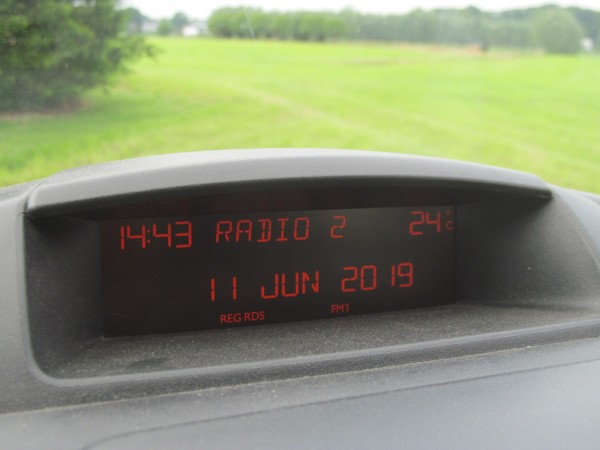 14:43 RADIO 2 24°C
11 JUN 2019
REG RDS FM1